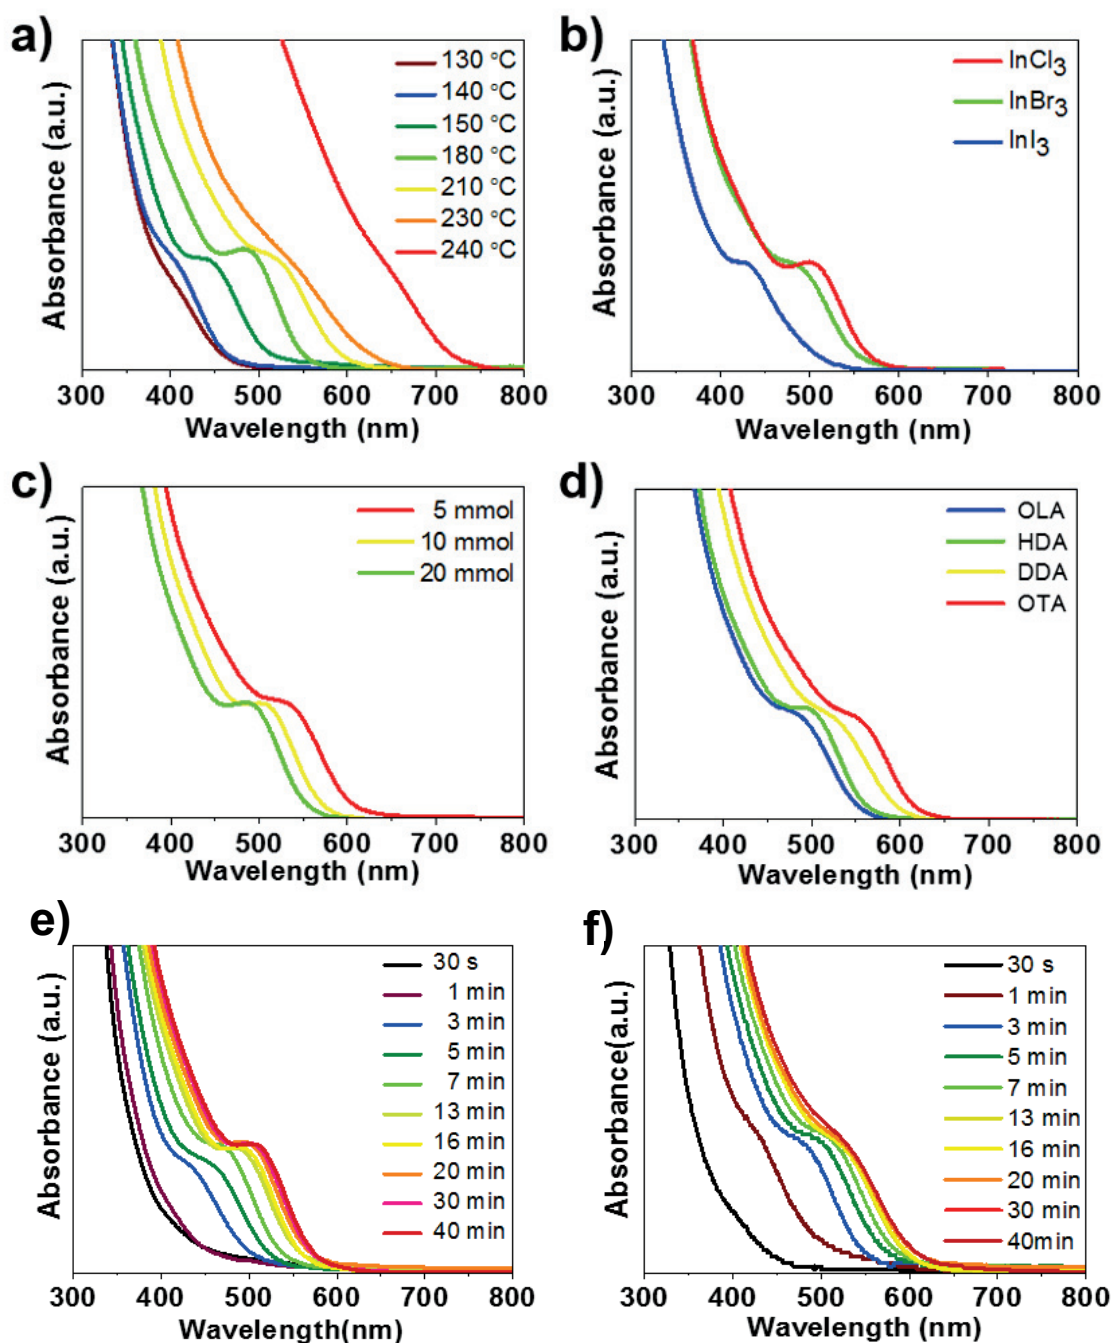 a)
130 °C
140 °C
150 °C
180 °C
210 °C
230 °C
240 °C
Absorbance (a.u.)
300 400 500 600 700 800
Wavelength (nm)
b)
InCl3
InBr3
InI3
Absorbance (a.u.)
300 400 500 600 700 800
Wavelength (nm)
c)
5 mmol
10 mmol
20 mmol
Absorbance (a.u.)
300 400 500 600 700 800
Wavelength (nm)
d)
OLA
HDA
DDA
OTA
Absorbance (a.u.)
300 400 500 600 700 800
Wavelength (nm)
e)
30 s
1 min
3 min
5 min
7 min
13 min
16 min
20 min
30 min
40 min
Absorbance (a.u.)
300 400 500 600 700 800
Wavelength(nm)
f)
30 s
1 min
3 min
5 min
7 min
13 min
16 min
20 min
30 min
40min
Absorbance(a.u.)
300 400 500 600 700 800
Wavelength (nm)